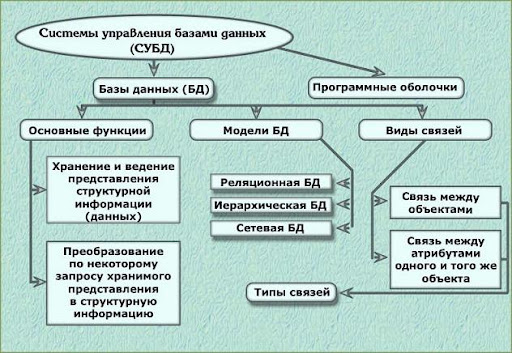 Системы управления базами данных
(СУБД)
Базы данных (БД)
Программные оболочки
Основные функции
Модели БД
Виды связей
Хранение и ведение
представления
структурной
информации
(данных)
Преобразование
по некоторому
запросу хранимого
представления
в структурную
информацию
Реляционная БД
Иерархическая БД
Сетевая БД
Связь между
объектами
Связь между
атрибутами
одного и того же
объекта
Типы связей